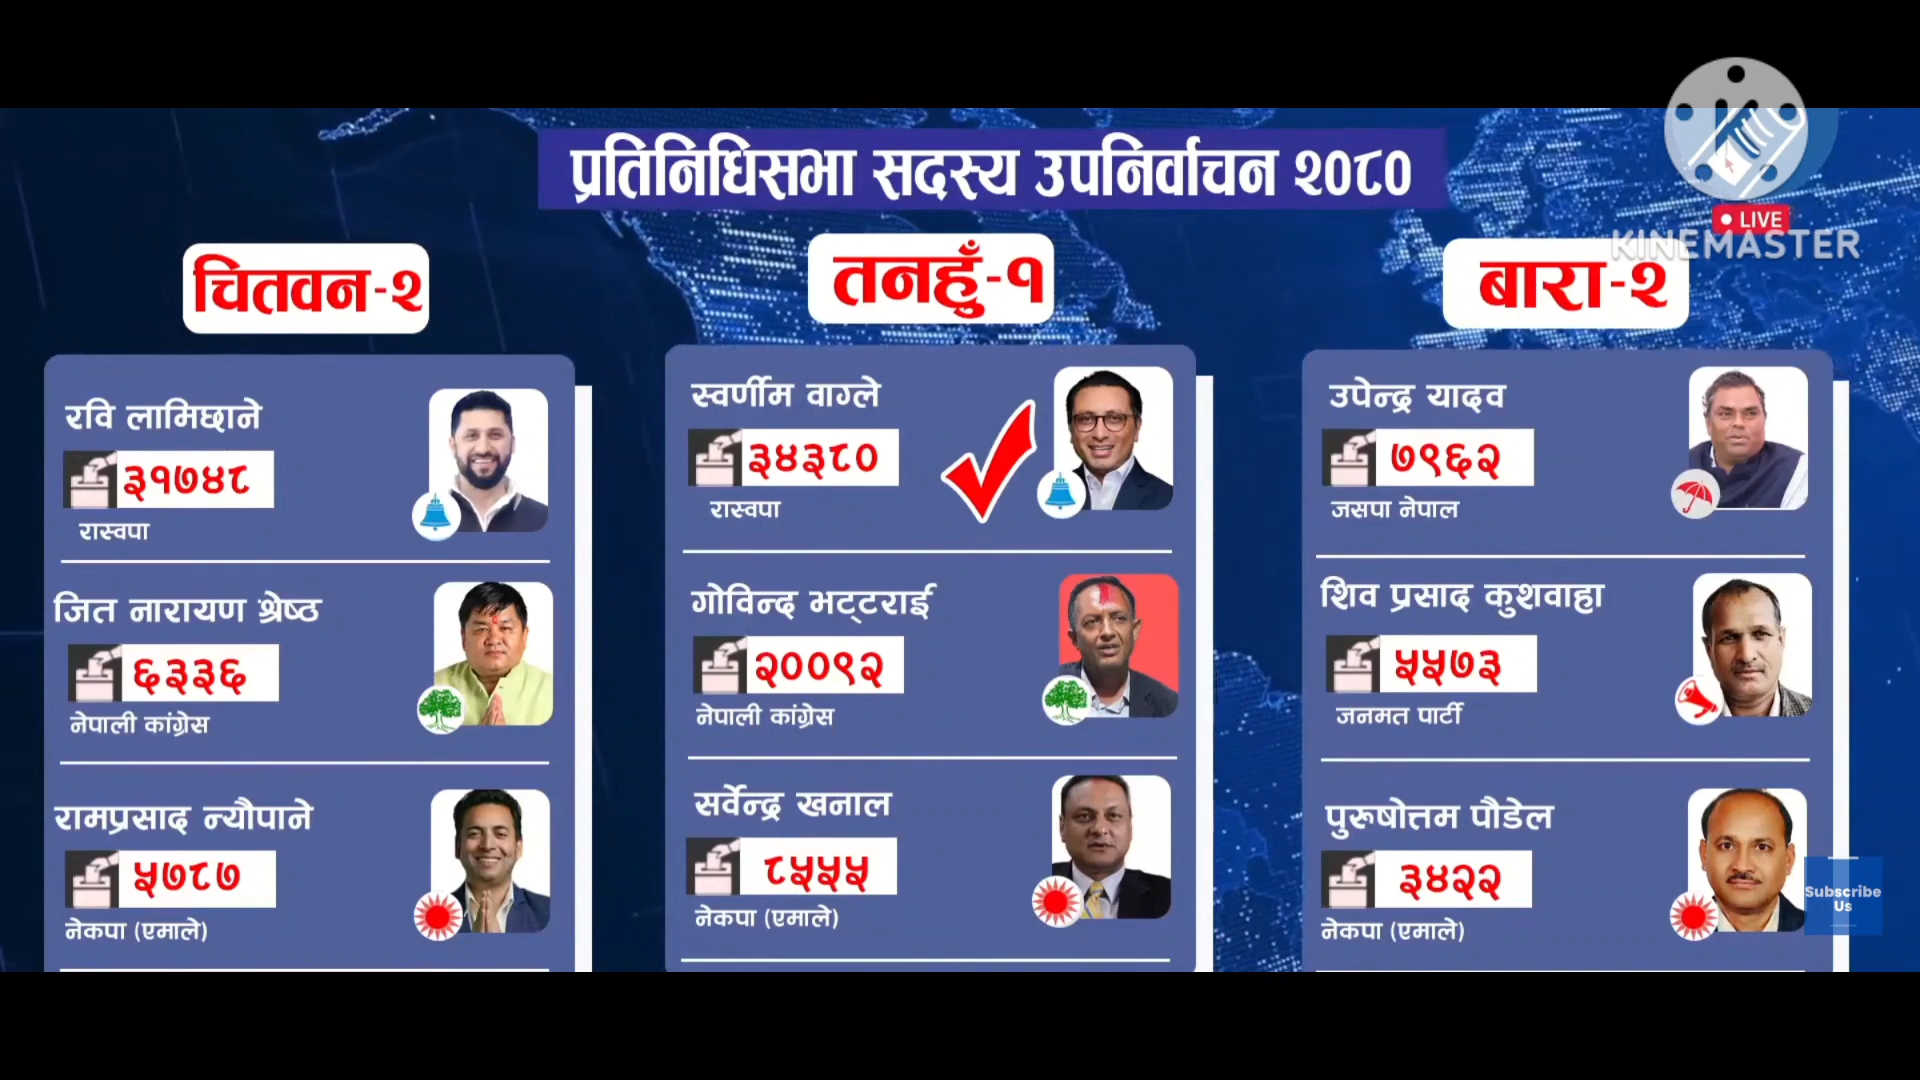 प्रतिनिधिसभा सदस्य उपनिर्वाचन २०८०
LIVE
KINEMASTER
चितवन-२
रवि लामिछाने
३१७४८
रास्वपा
जित नारायण श्रेष्ठ
६३३६
नेपाली कांग्रेस
रामप्रसाद न्यौपाने
५७८७
नेकपा (एमाले)
तनहुँ-१
स्वर्णीम वाग्ले
३४३८०
रास्वपा
गोविन्द भट्टराई
२००९२
नेपाली कांग्रेस
सर्वेन्द्र खनाल
८५५५
नेकपा (एमाले)
बारा-२
उपेन्द्र यादव
७९६२
जसपा नेपाल
शिव प्रसाद कुशवाहा
५५७३
जनमत पार्टी
पुरूषोत्तम पौडेल
३४२२
नेकपा (एमाले)
Subscribe
Us